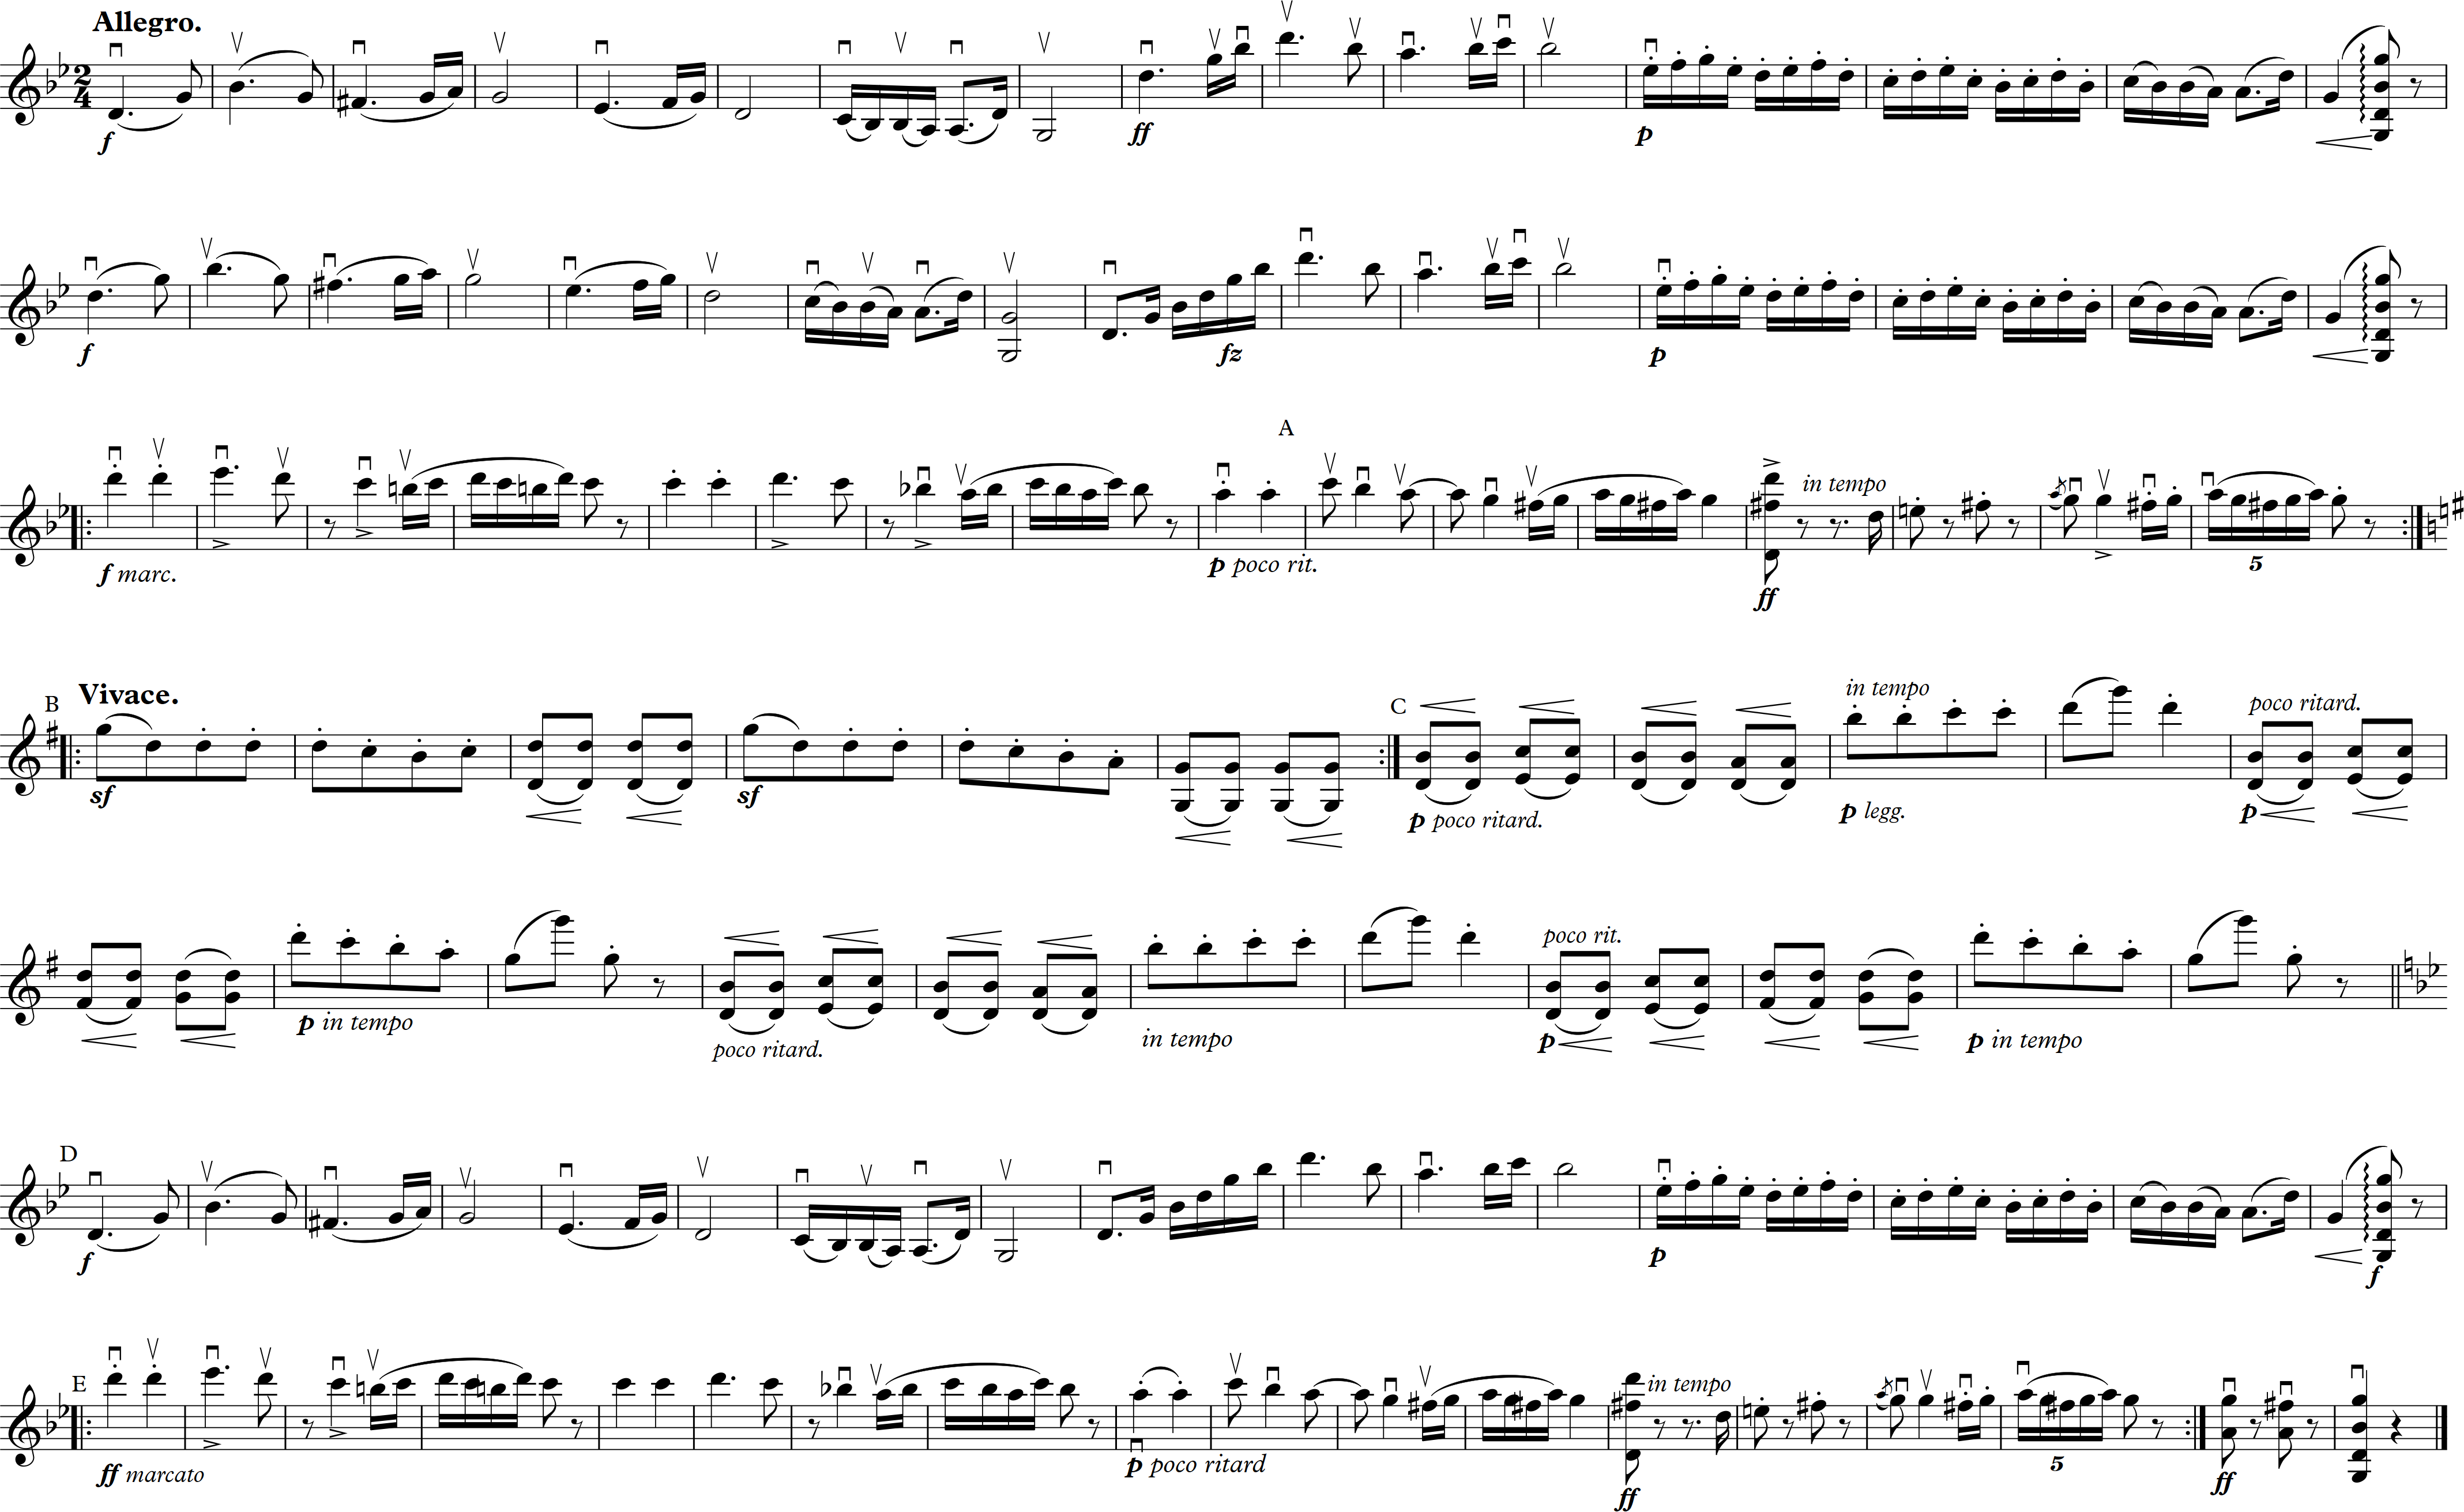 Allegro.
2
4
f ff p
f fz p
A
in tempo
f marc. p poco rit. 5
ff
B Vivace.
C in tempo poco ritard.
sf sf p poco ritard. p legg. p
poco rit.
p in tempo poco ritard. in tempo p p in tempo
D
f p f
E in tempo
ff marcato p poco ritard 5 ff
ff